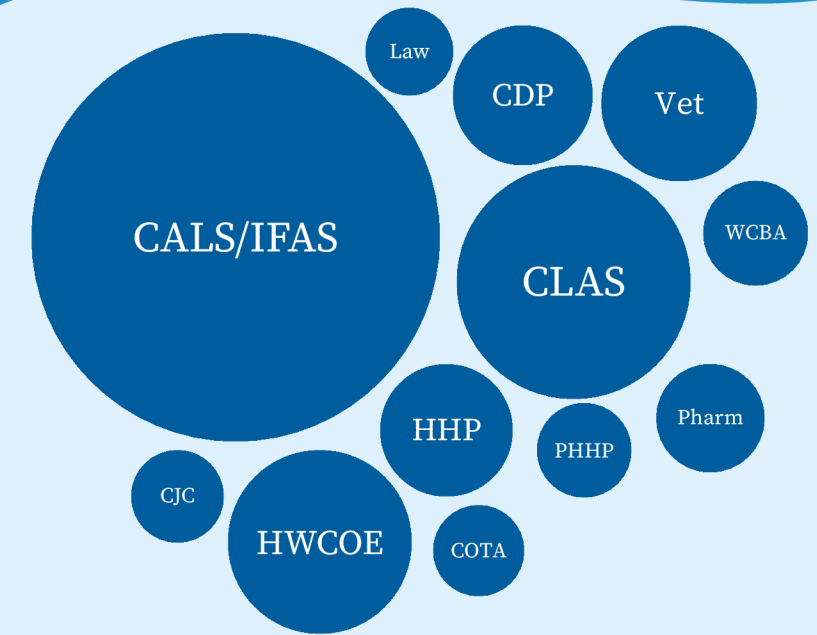 Law
CDP
Vet
CALS/IFAS
WCBA
CLAS
HHP
Pharm
PHHP
CJC
HWCOE
COTA